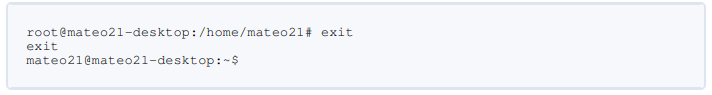 root@mateo21-desktop:/home/mateo21# exit
exit
mateo21@mateo21-desktop:~$